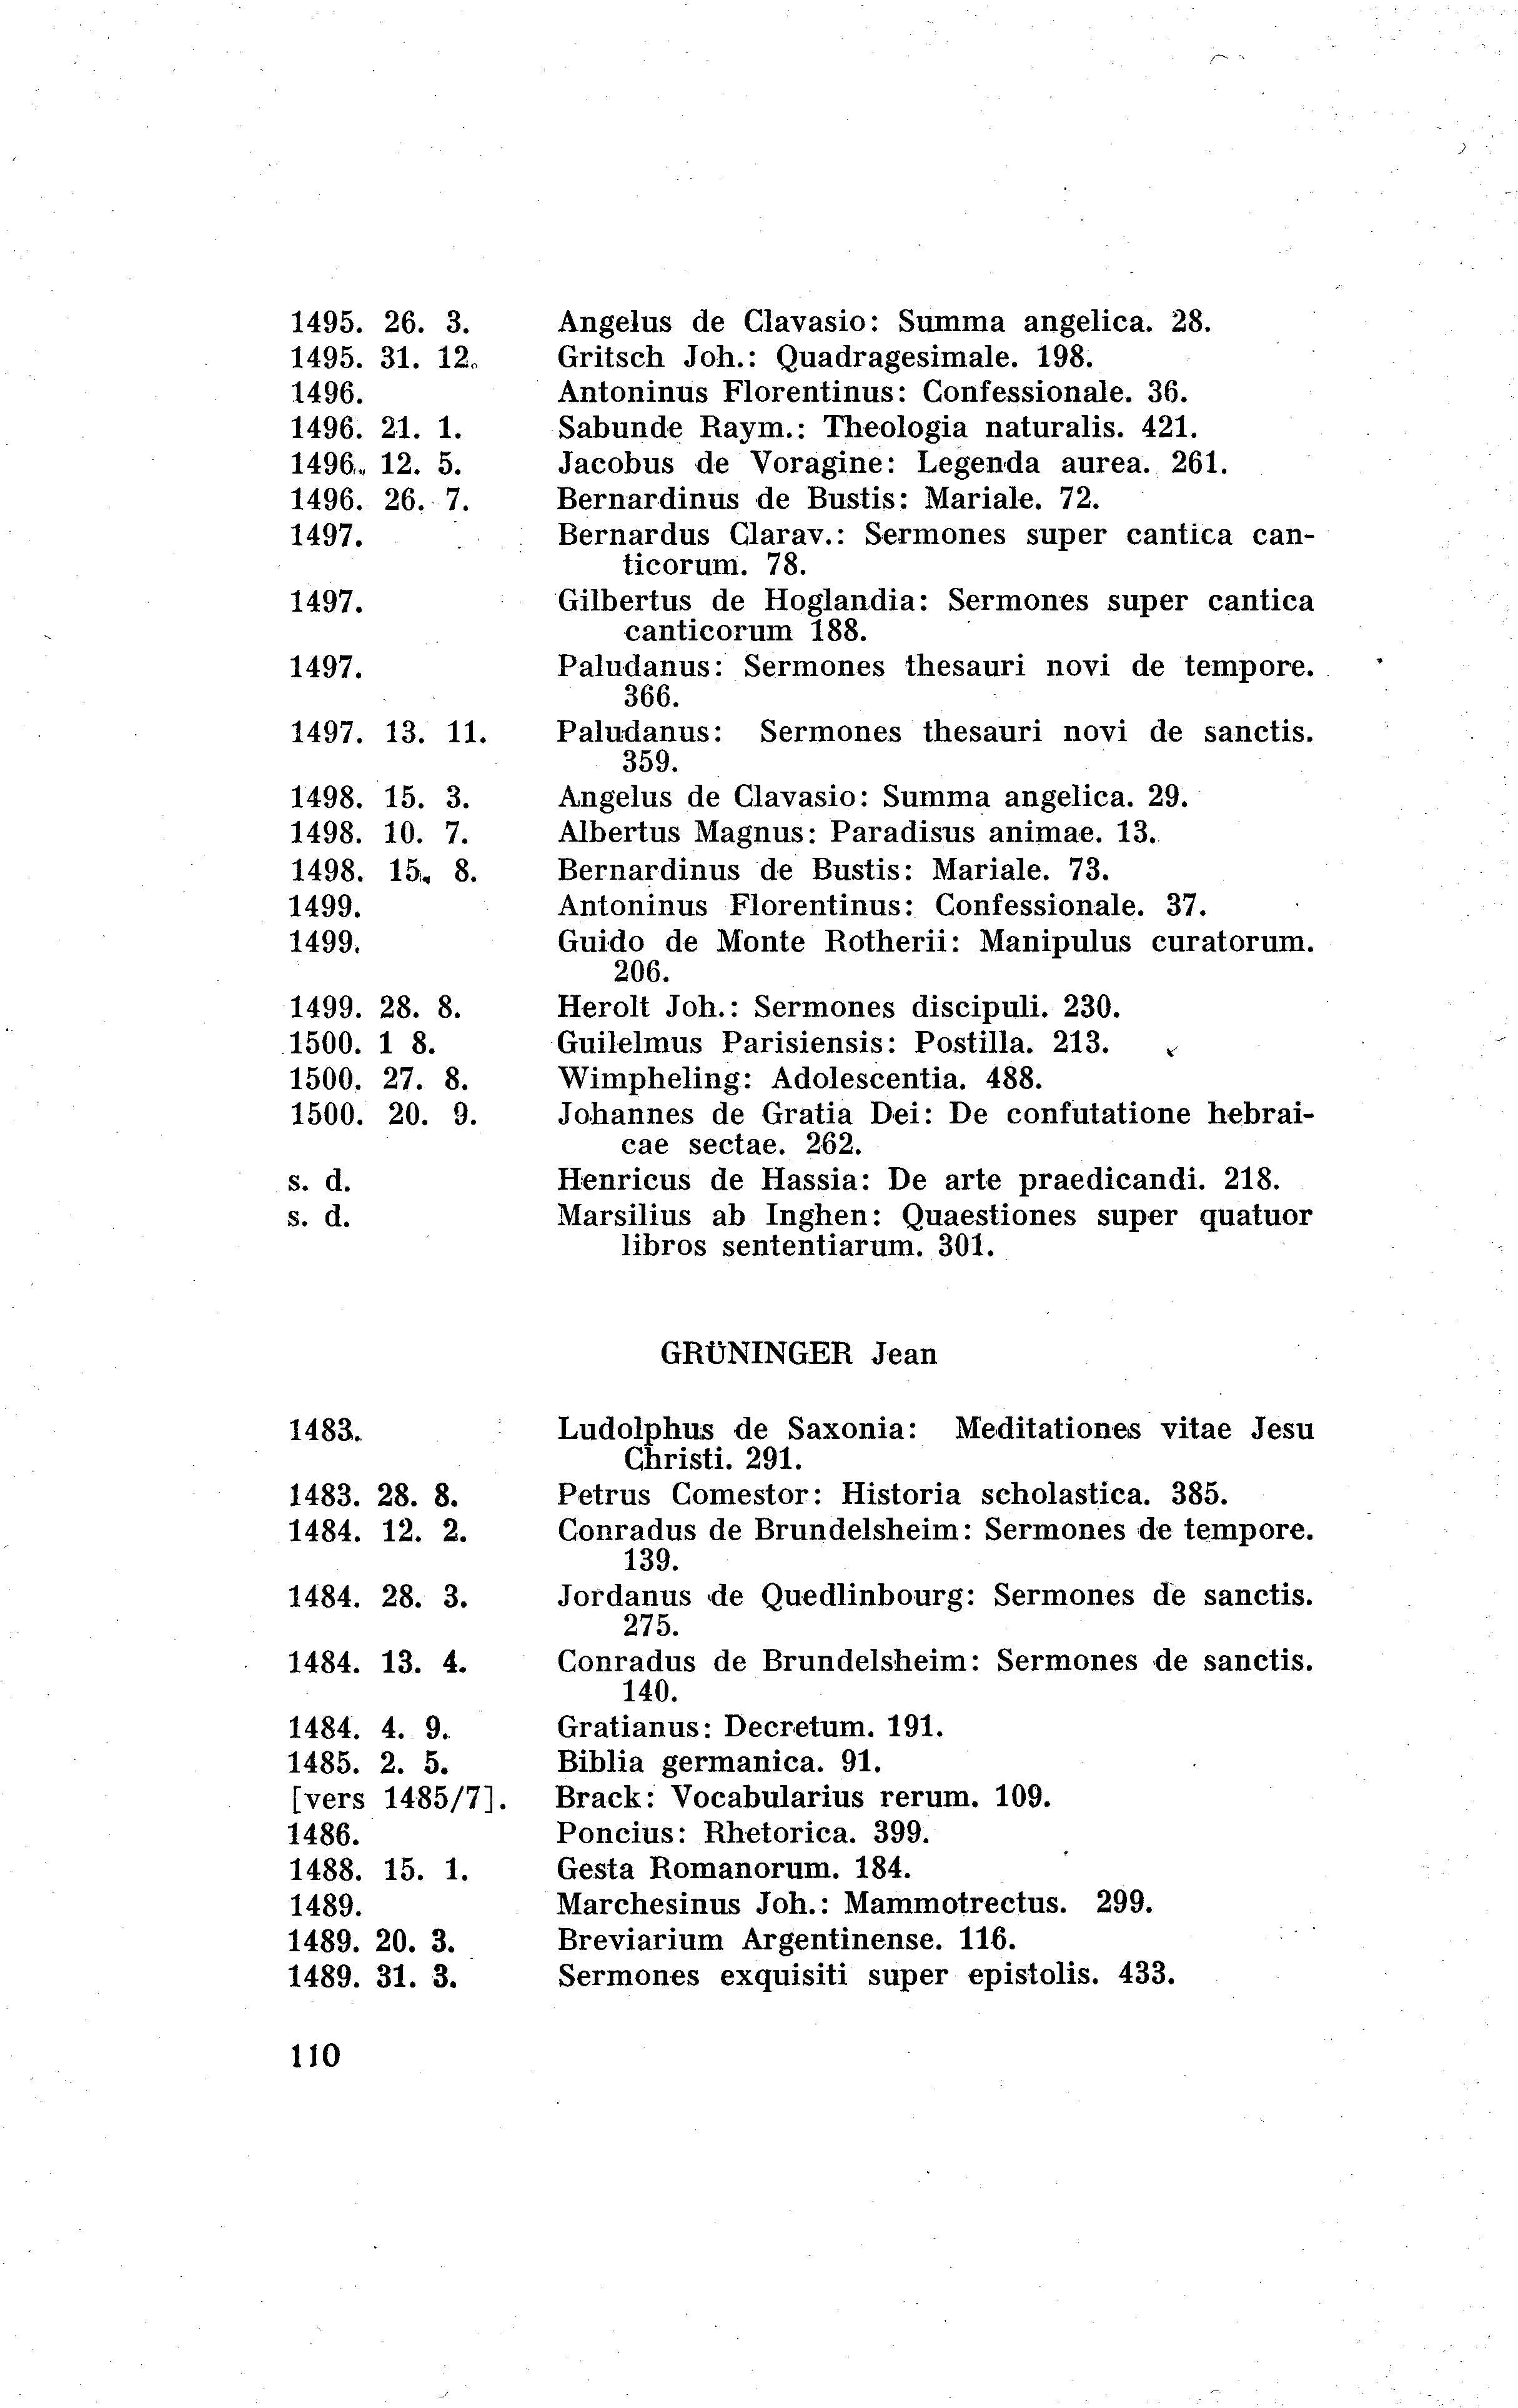 1495. 26. 3. Angelus de Clavasio: Summa angelica. 28.
1495. 31. 12. Gritsch Joh.: Quadragesimale. 198.
1496. Antoninus Florentinus: Confessionale. 36.
1496. 21. 1. Sabunde Raym.: Theologia naturalis. 421.
1496. 12. 5. Jacobus de Voragine: Legenda aurea. 261.
1496. 26. 7. Bernardinus de Bustis: Mariale. 72.
1497. Bernardus Clarav.: Sermones super cantica can-
ticorum. 78.
1497. Gilbertus de Hoglandia: Sermones super cantica
canticorum 188.
1497. Paludanus: Sermones thesauri novi de tempore.
366.
1497. 13. 11. Paludanus: Sermones thesauri novi de sanctis.
359.
1498. 15. 3. Angelus de Clavasio: Summa angelica. 29.
1498. 10. 7. Albertus Magnus: Paradisus animae. 13.
1498. 15. 8. Bernardinus de Bustis: Mariale. 73.
1499. Antoninus Florentinus: Confessionale. 37.
1499. Guido de Monte Rotherii: Manipulus curatorum.
206.
1499. 28. 8. Herolt Joh.: Sermones discipuli. 230.
1500. 1 8. Guilelmus Parisiensis: Postilla. 213.
1500. 27. 8. Wimpheling: Adolescentia. 488.
1500. 20. 9. Johannes de Gratia Dei: De confutatione hebrai-
cae sectae. 262.
s. d. Henricus de Hassia: De arte praedicandi. 218.
s. d. Marsilius ab Inghen: Quaestiones super quatuor
libros sententiarum. 301.
GRÜNINGER Jean
1483. Ludolphus de Saxonia: Meditationes vitae Jesu
Christi. 291.
1483. 28. 8. Petrus Comestor: Historia scholastica. 385.
1484. 12. 2. Conradus de Brundelsheim: Sermones de tempore.
139.
1484. 28. 3. Jordanus de Quedlinbourg: Sermones de sanctis.
275.
1484. 13. 4. Conradus de Brundelsheim: Sermones de sanctis.
140.
1484. 4. 9. Gratianus: Decretum. 191.
1485. 2. 5. Biblia germanica. 91.
[vers 1485/7]. Brack: Vocabularius rerum. 109.
1486. Poncius: Rhetorica. 399.
1488. 15. 1. Gesta Romanorum. 184.
1489. Marchesinus Joh.: Mammotrectus. 299.
1489. 20. 3. Breviarium Argentinense. 116.
1489. 31. 3. Sermones exquisiti super epistolis. 433.
110